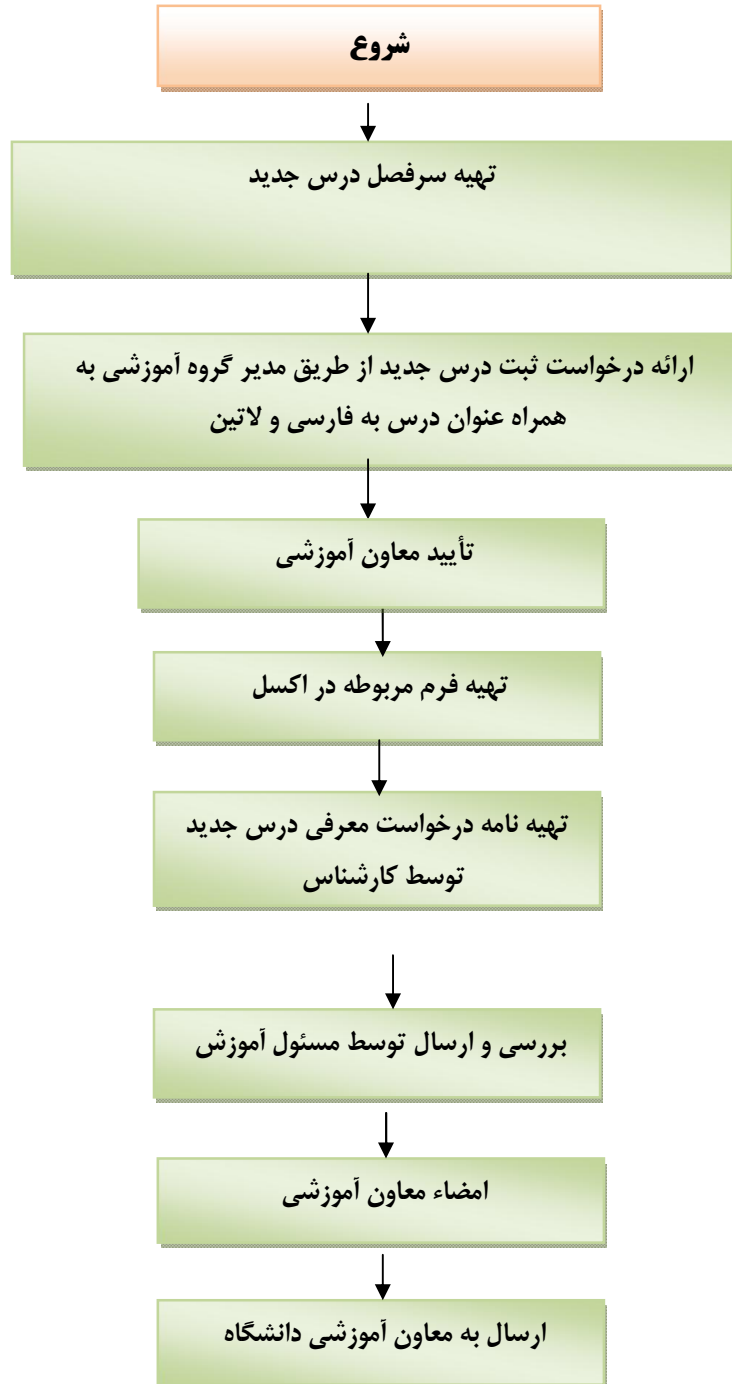 شروع
تهیه سرفصل درس جدید
ارائه درخواست ثبت درس جدید از طریق مدیر گروه آموزشی به
همراه عنوان درس به فارسی و لاتین
تأیید معاون آموزشی
تهیه فرم مربوطه در اکسل
تهیه نامه درخواست معرفی درس جدید
توسط کارشناس
بررسی و ارسال توسط مسئول آموزش
امضاء معاون آموزشی
ارسال به معاون آموزشی دانشگاه